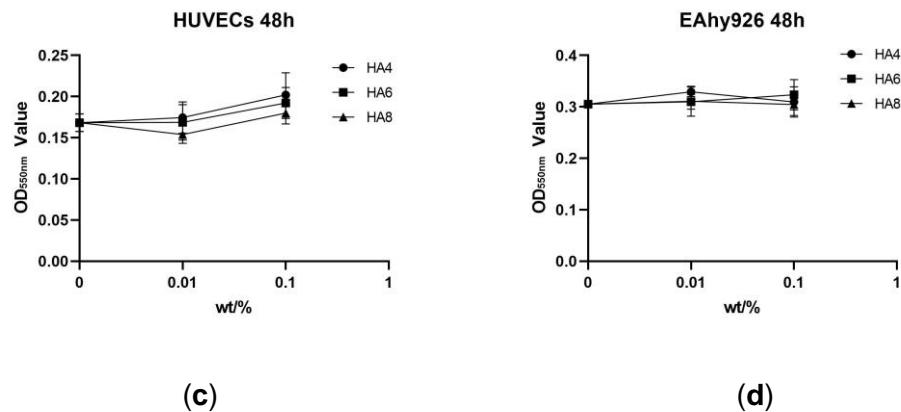 HUVECs 48h
OD550nm Value
0.25
0.20
0.15
0.10
0.05
0.00
0
0.01
0.1
1
wt/%
HA4
HA6
HA8
(c)
EAhy926 48h
OD550nm Value
0.4
0.3
0.2
0.1
0.0
0
0.01
0.1
1
wt/%
HA4
HA6
HA8
(d)